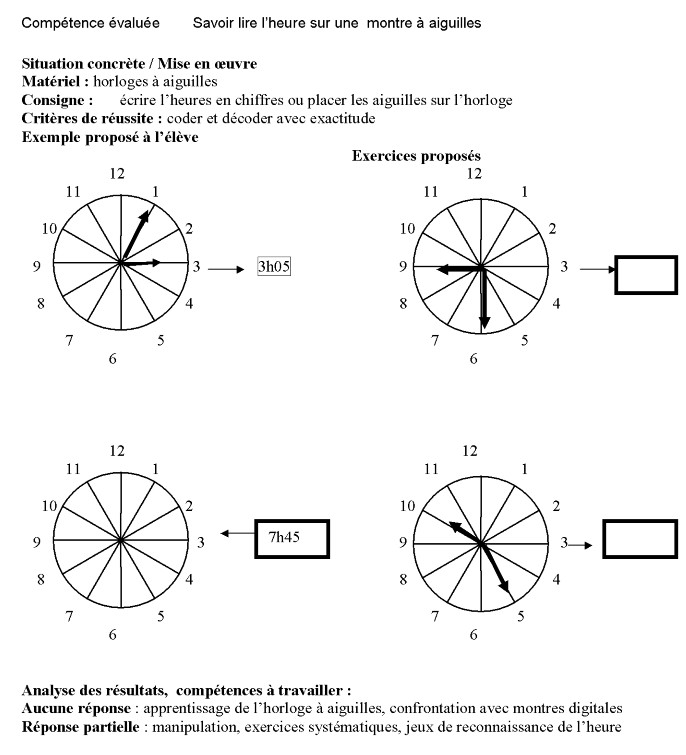 Compétence évaluée Savoir lire l’heure sur une montre à aiguilles
Situation concrète / Mise en œuvre
Matériel : horloges à aiguilles
Consigne : écrire l’heures en chiffres ou placer les aiguilles sur l’horloge
Critères de réussite : coder et décoder avec exactitude
Exemple proposé à l’élève
Exercices proposés
12
11 1
10 2
9 3
8 4
7 5
6
3h05
12
11 1
10 2
9 3
8 4
7 5
6
12
11 1
10 2
9 3
8 4
7 5
6
7h45
12
11 1
10 2
9 3
8 4
7 5
6
Analyse des résultats, compétences à travailler :
Aucune réponse : apprentissage de l’horloge à aiguilles, confrontation avec montres digitales
Réponse partielle : manipulation, exercices systématiques, jeux de reconnaissance de l’heure